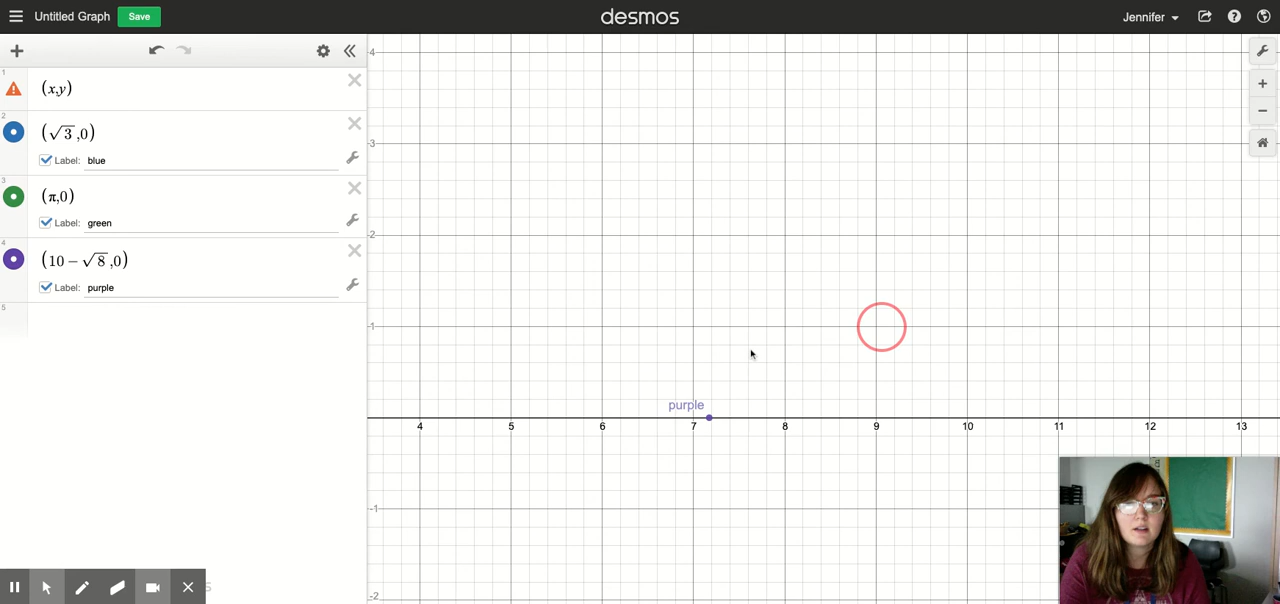 Untitled Graph Save desmos Jennifer
1
(x,y)
2
(√3,0)
Label: blue
3
(π,0)
Label: green
4
(10 − √8,0)
Label: purple
5
4
3
2
1
purple
4 5 6 7 8 9 10 11 12 13
-1
-2